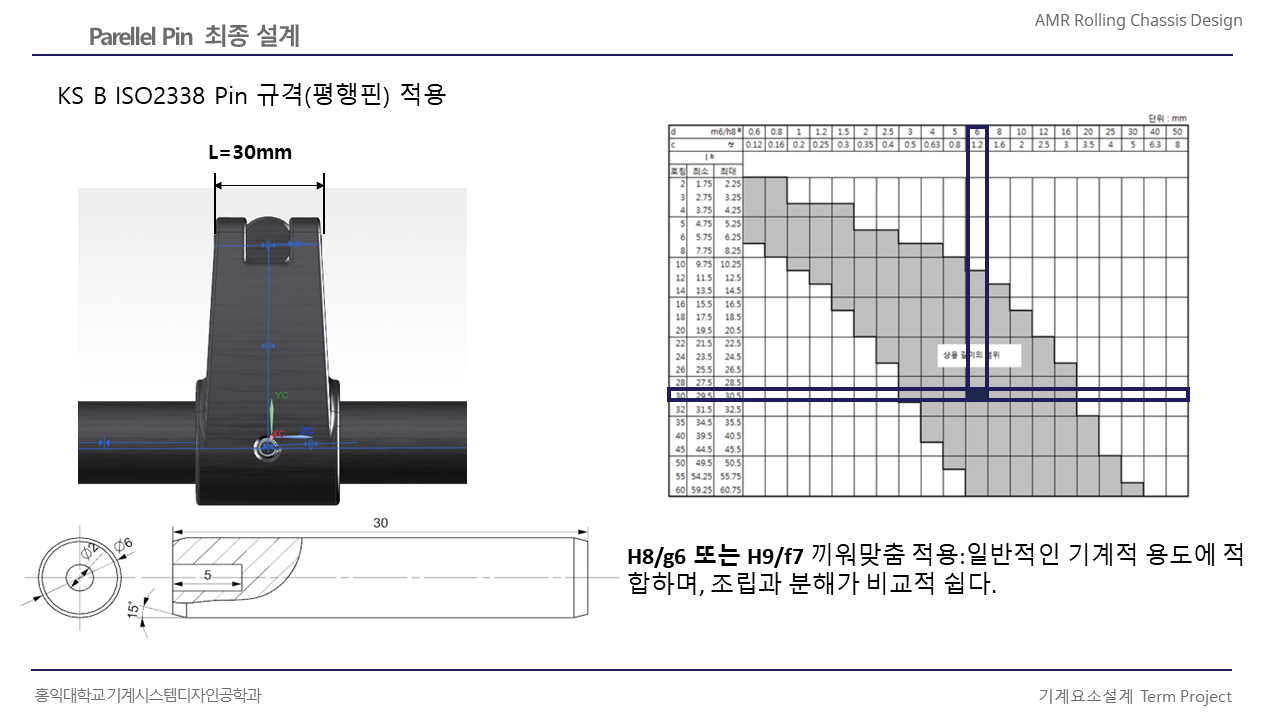 Parellel Pin 최종 설계
AMR Rolling Chassis Design
KS B ISO2338 Pin 규격(평행핀) 적용
L=30mm
YC
XC
ZC
단위 : mm
d m6/h8 a 0.6 0.8 1 1.2 1.5 2 2.5 3 4 5 6 8 10 12 16 20 25 30 40 50
c 약 0.12 0.16 0.2 0.25 0.3 0.35 0.4 0.5 0.63 0.8 1.2 1.6 2 2.5 3 3.5 4 5 6.3 8
l b
호칭 최소 최대
2 1.75 2.25
3 2.75 3.25
4 3.75 4.25
5 4.75 5.25
6 5.75 6.25
8 7.75 8.25
10 9.75 10.25
12 11.5 12.5
14 13.5 14.5
16 15.5 16.5
18 17.5 18.5
20 19.5 20.5
22 21.5 22.5
24 23.5 24.5
26 25.5 26.5
28 27.5 28.5
30 29.5 30.5
32 31.5 32.5
35 34.5 35.5
40 39.5 40.5
45 44.5 45.5
50 49.5 50.5
55 54.25 55.75
60 59.25 60.75
상용 길이의 범위
Ø2
Ø6
30
5
15°
H8/g6 또는 H9/f7 끼워맞춤 적용:일반적인 기계적 용도에 적
합하며, 조립과 분해가 비교적 쉽다.
홍익대학교 기계시스템디자인공학과
기계요소설계 Term Project